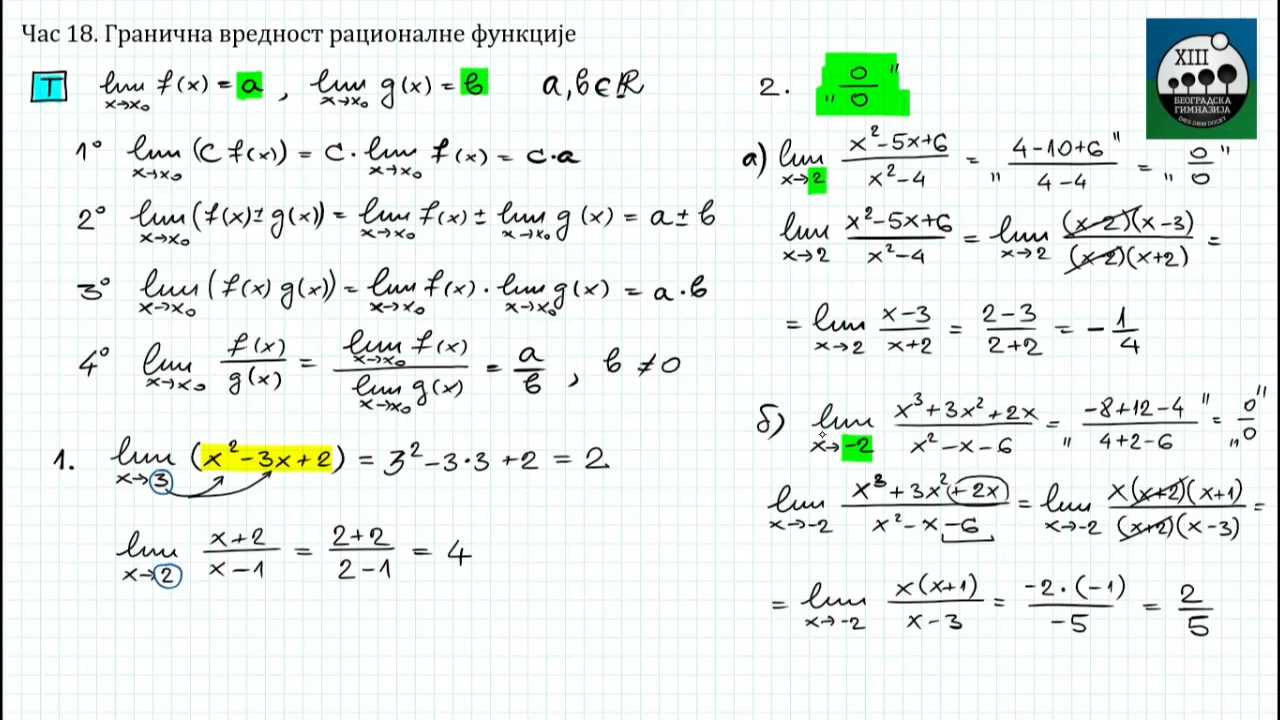 Час 18. Гранична вредност рационалне функције
T lim x→x₀ f(x) = a , lim x→x₀ g(x) = b a, b ∈ ℝ
1° lim x→x₀ (C f(x)) = C · lim x→x₀ f(x) = C · a
2° lim x→x₀ (f(x) ± g(x)) = lim x→x₀ f(x) ± lim x→x₀ g(x) = a ± b
3° lim x→x₀ (f(x) g(x)) = lim x→x₀ f(x) · lim x→x₀ g(x) = a · b
4° lim x→x₀ f(x)/g(x) = lim x→x₀ f(x) / lim x→x₀ g(x) = a/b , b ≠ 0
1. lim x→3 (x² - 3x + 2) = 3² - 3·3 + 2 = 2
lim x→2 (x+2)/(x-1) = (2+2)/(2-1) = 4
2. „0/0"
а) lim x→2 (x² - 5x + 6)/(x² - 4) = „(4 - 10 + 6)/(4 - 4)" = „0/0"
lim x→2 (x² - 5x + 6)/(x² - 4) = lim x→2 (x-2)(x-3)/(x-2)(x+2) =
= lim x→2 (x-3)/(x+2) = (2-3)/(2+2) = -1/4
б) lim x→-2 (x³ + 3x² + 2x)/(x² - x - 6) = „(-8 + 12 - 4)/(4 + 2 - 6)" = „0/0"
lim x→-2 (x³ + 3x² + 2x)/(x² - x - 6) = lim x→-2 x(x+2)(x+1)/(x+2)(x-3) =
= lim x→-2 x(x+1)/(x-3) = -2·(-1)/-5 = 2/5
XIII
БЕОГРАДСКА
ГИМНАЗИЈА
DIES DIEM DOCET